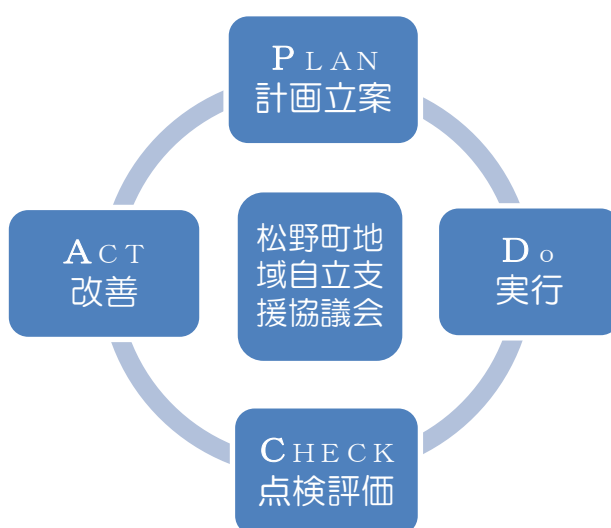 PLAN
計画立案
Do
実行
CHECK
点検評価
ACT
改善
松野町地
域自立支
援協議会